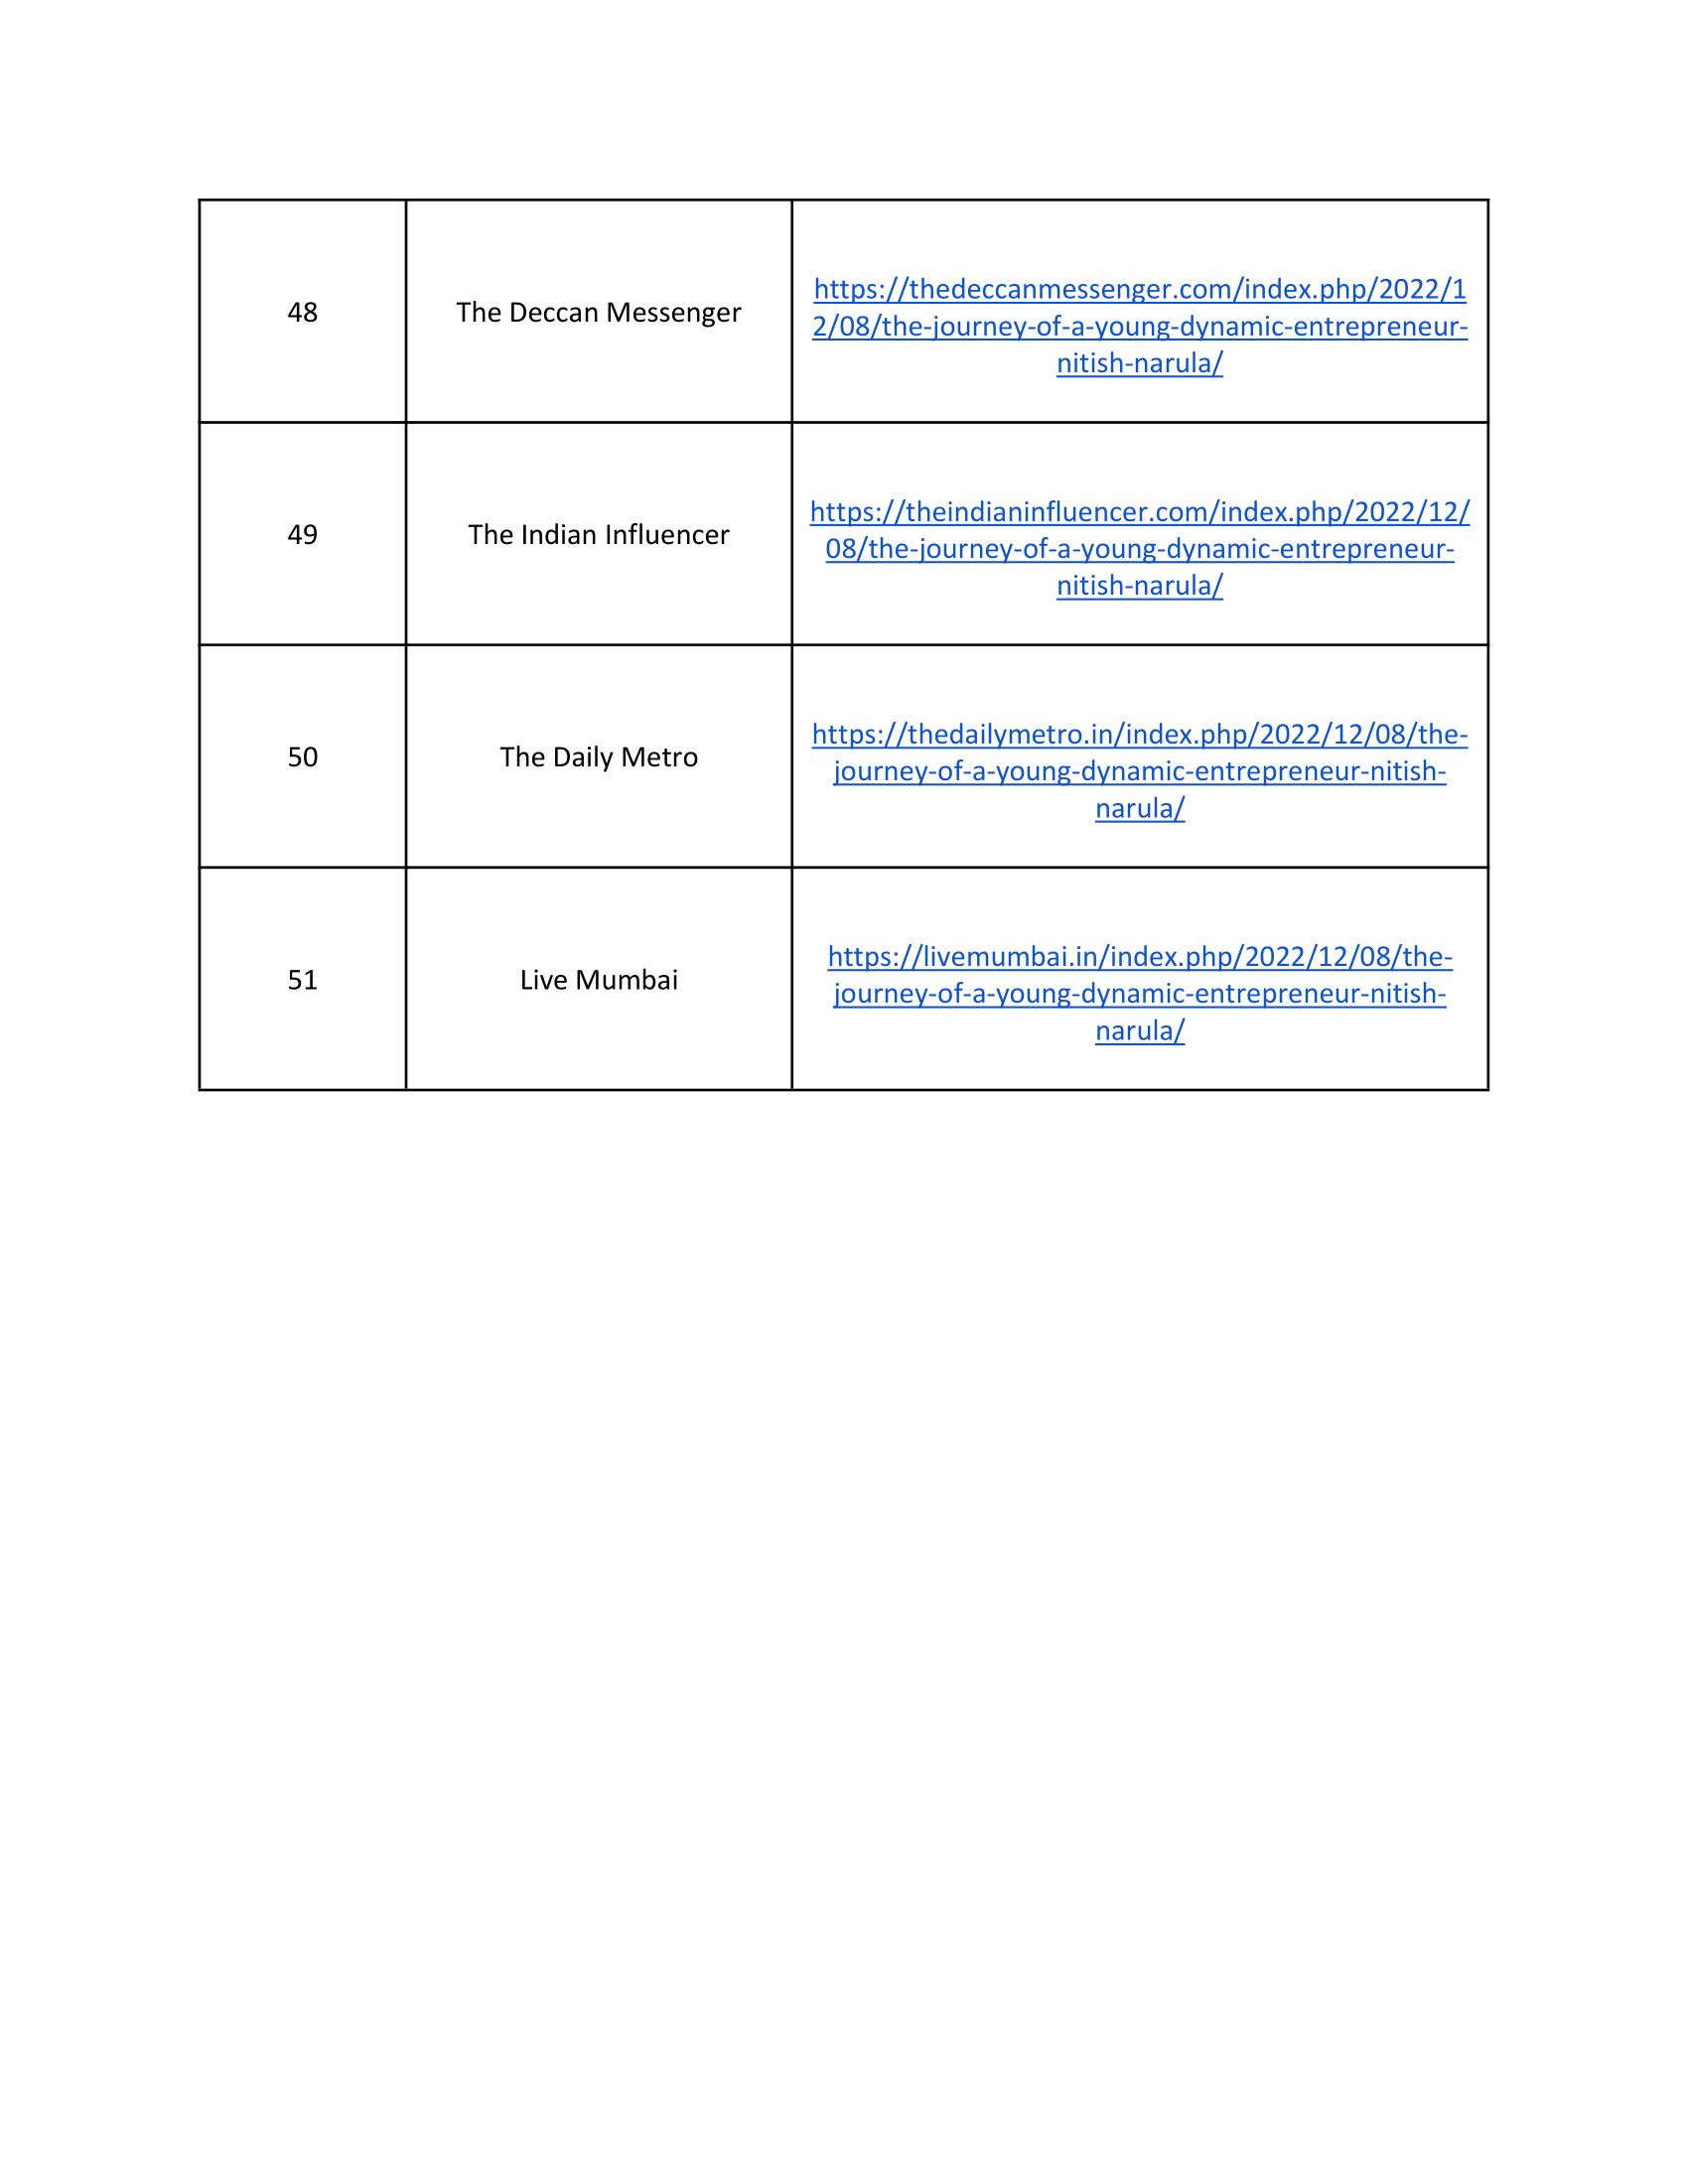 48
The Deccan Messenger
https://thedeccanmessenger.com/index.php/2022/1
2/08/the-journey-of-a-young-dynamic-entrepreneur-
nitish-narula/
49
The Indian Influencer
https://theindianinfluencer.com/index.php/2022/12/
08/the-journey-of-a-young-dynamic-entrepreneur-
nitish-narula/
50
The Daily Metro
https://thedailymetro.in/index.php/2022/12/08/the-
journey-of-a-young-dynamic-entrepreneur-nitish-
narula/
51
Live Mumbai
https://livemumbai.in/index.php/2022/12/08/the-
journey-of-a-young-dynamic-entrepreneur-nitish-
narula/